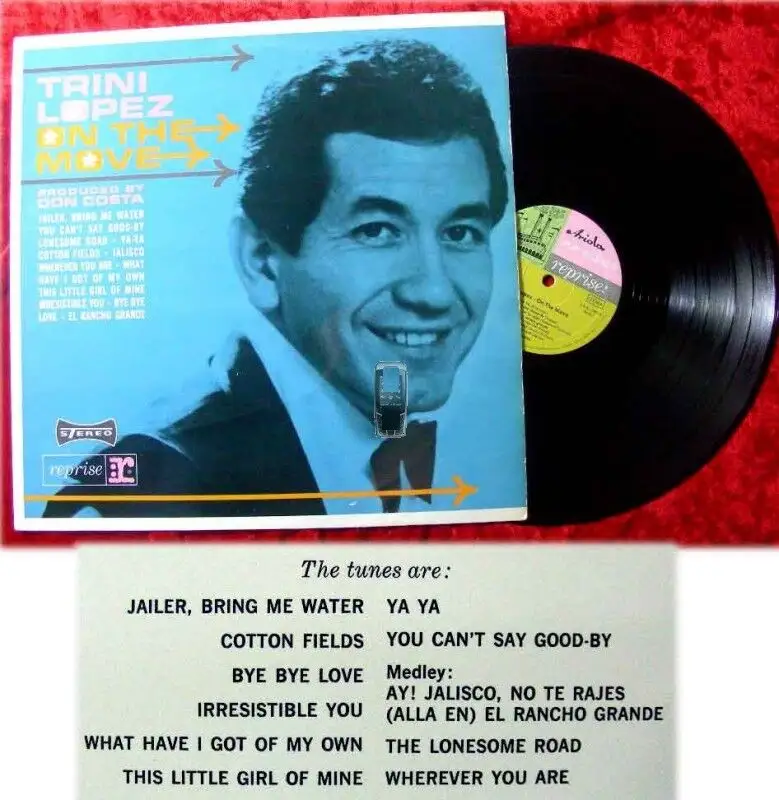 TRINI
LOPEZ
ON THE
MOVE
PRODUCED BY
DON COSTA
JAILER, BRING ME WATER
YOU CAN'T SAY GOOD-BY
LONESOME ROAD - YA-YA
COTTON FIELDS - JALISCO
WHEREVER YOU ARE - WHAT
HAVE I GOT OF MY OWN
THIS LITTLE GIRL OF MINE
IRRESISTIBLE YOU - BYE BYE
LOVE - EL RANCHO GRANDE
STEREO
reprise R
Ariola
reprise:
On The Move
The tunes are:
JAILER, BRING ME WATER
COTTON FIELDS
BYE BYE LOVE
IRRESISTIBLE YOU
WHAT HAVE I GOT OF MY OWN
THIS LITTLE GIRL OF MINE
YA YA
YOU CAN'T SAY GOOD-BY
Medley:
AY! JALISCO, NO TE RAJES
(ALLA EN) EL RANCHO GRANDE
THE LONESOME ROAD
WHEREVER YOU ARE